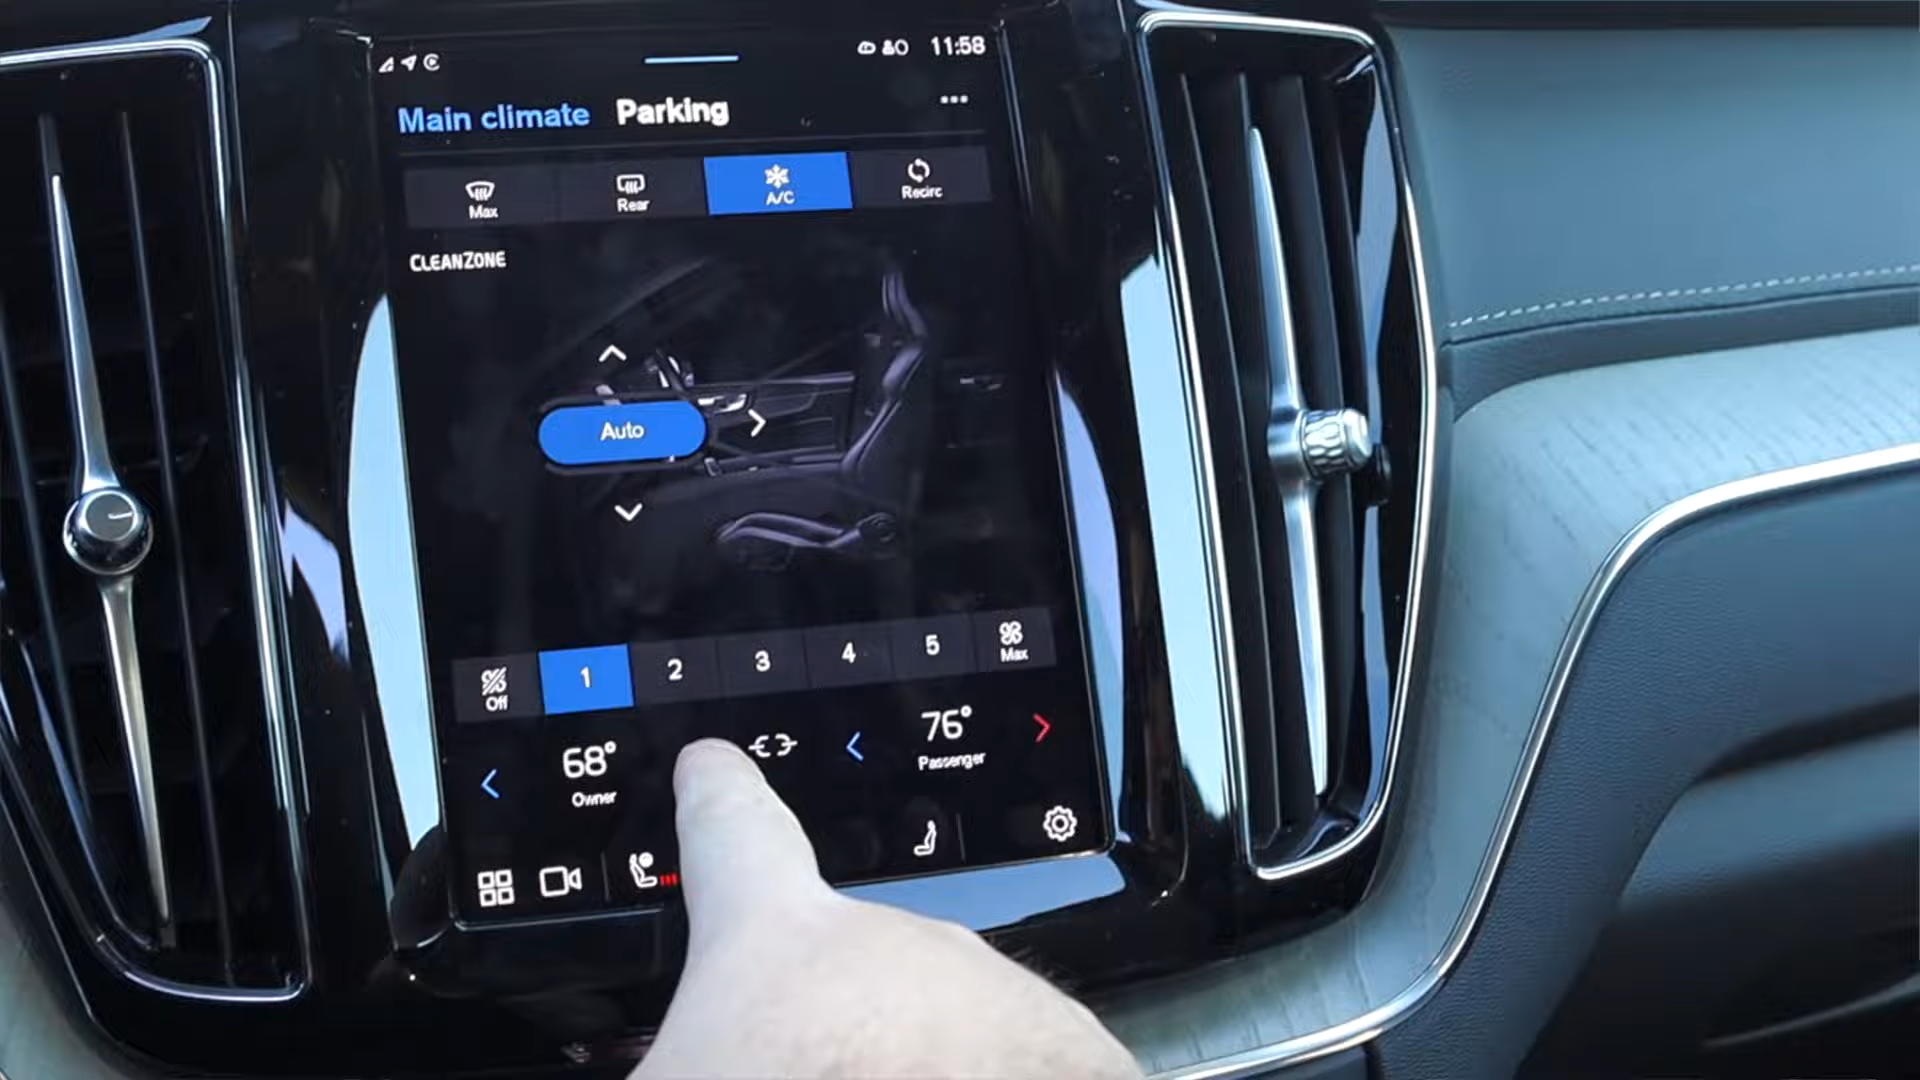 11:58
Main climate Parking
Max Rear A/C Recirc
CLEANZONE
Auto
Off 1 2 3 4 5 Max
68° 76°
Owner Passenger